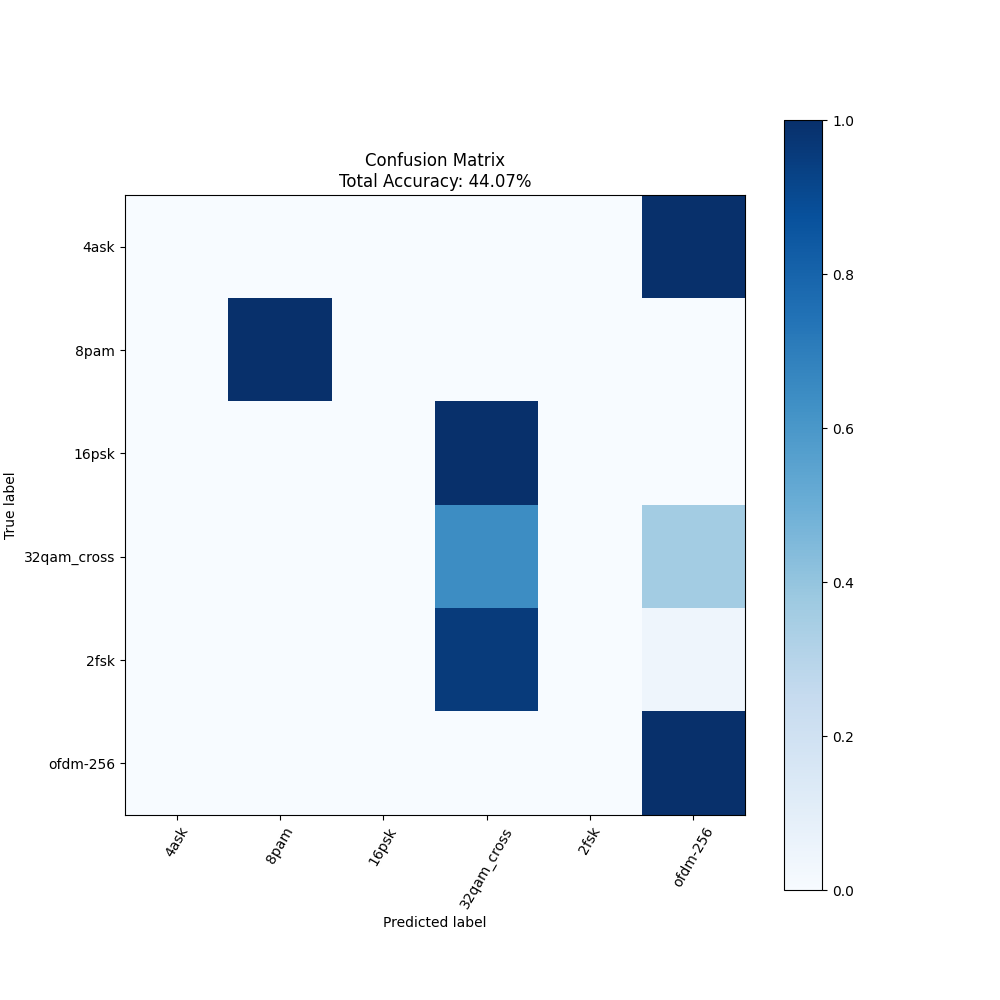 Confusion Matrix
Total Accuracy: 44.07%
True label
4ask
8pam
16psk
32qam_cross
2fsk
ofdm-256
4ask
8pam
16psk
32qam_cross
2fsk
ofdm-256
Predicted label
1.0
0.8
0.6
0.4
0.2
0.0